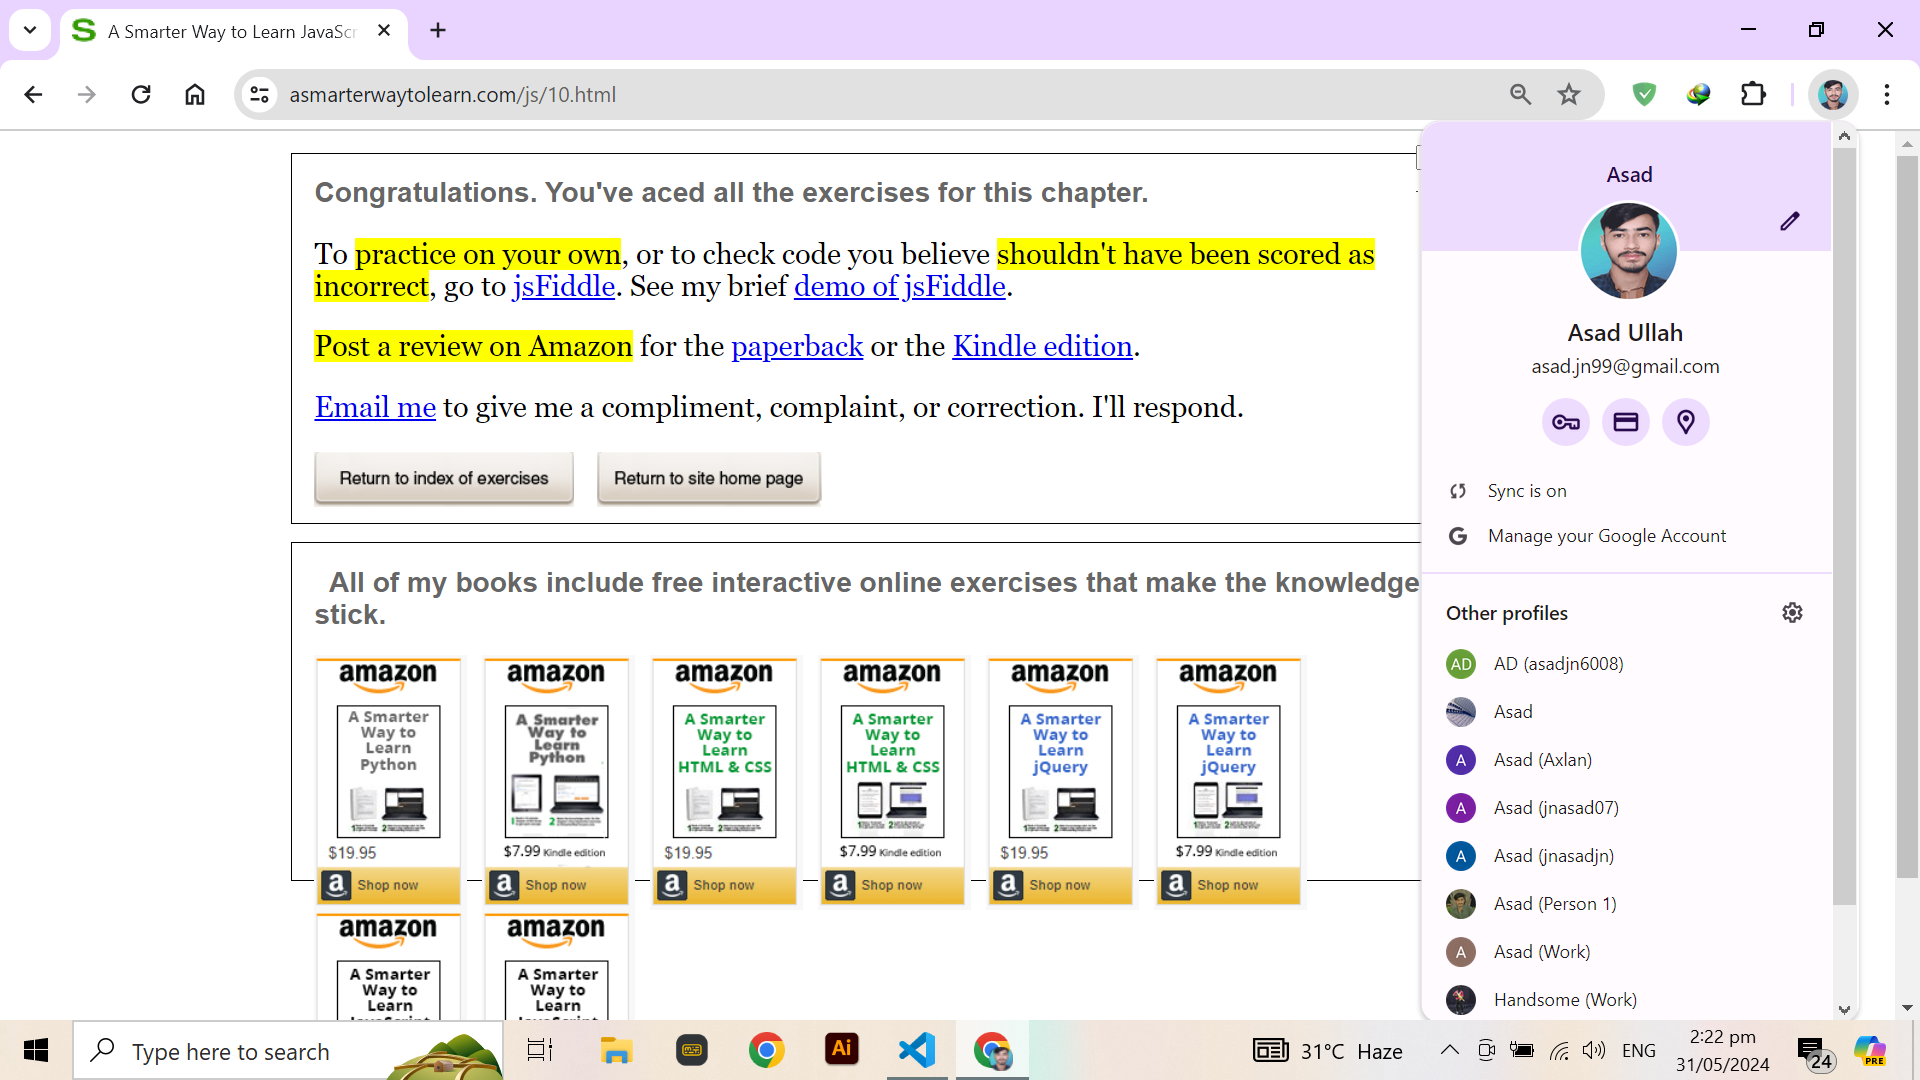 A Smarter Way to Learn JavaScr
asmarterwaytolearn.com/js/10.html
Congratulations. You've aced all the exercises for this chapter.
To practice on your own, or to check code you believe shouldn't have been scored as
incorrect, go to jsFiddle. See my brief demo of jsFiddle.
Post a review on Amazon for the paperback or the Kindle edition.
Email me to give me a compliment, complaint, or correction. I'll respond.
Return to index of exercises
Return to site home page
All of my books include free interactive online exercises that make the knowledge
stick.
amazon
A Smarter
Way to
Learn
Python
$19.95
a
Shop now
amazon
A Smarter
Way to
Learn
Python
$7.99 Kindle edition
a
Shop now
amazon
A Smarter
Way to
Learn
HTML & CSS
$19.95
a
Shop now
amazon
A Smarter
Way to
Learn
HTML & CSS
$7.99 Kindle edition
a
Shop now
amazon
A Smarter
Way to
Learn
jQuery
$19.95
a
Shop now
amazon
A Smarter
Way to
Learn
jQuery
$7.99 Kindle edition
a
Shop now
amazon
A Smarter
Way to
Learn
amazon
A Smarter
Way to
Learn
Asad
Asad Ullah
asad.jn99@gmail.com
Sync is on
Manage your Google Account
Other profiles
AD AD (asadjn6008)
Asad
A Asad (Axlan)
A Asad (jnasad07)
A Asad (jnasadjn)
Asad (Person 1)
A Asad (Work)
Handsome (Work)
Type here to search
Ai
31°C Haze
ENG
2:22 pm
31/05/2024
24
PRE